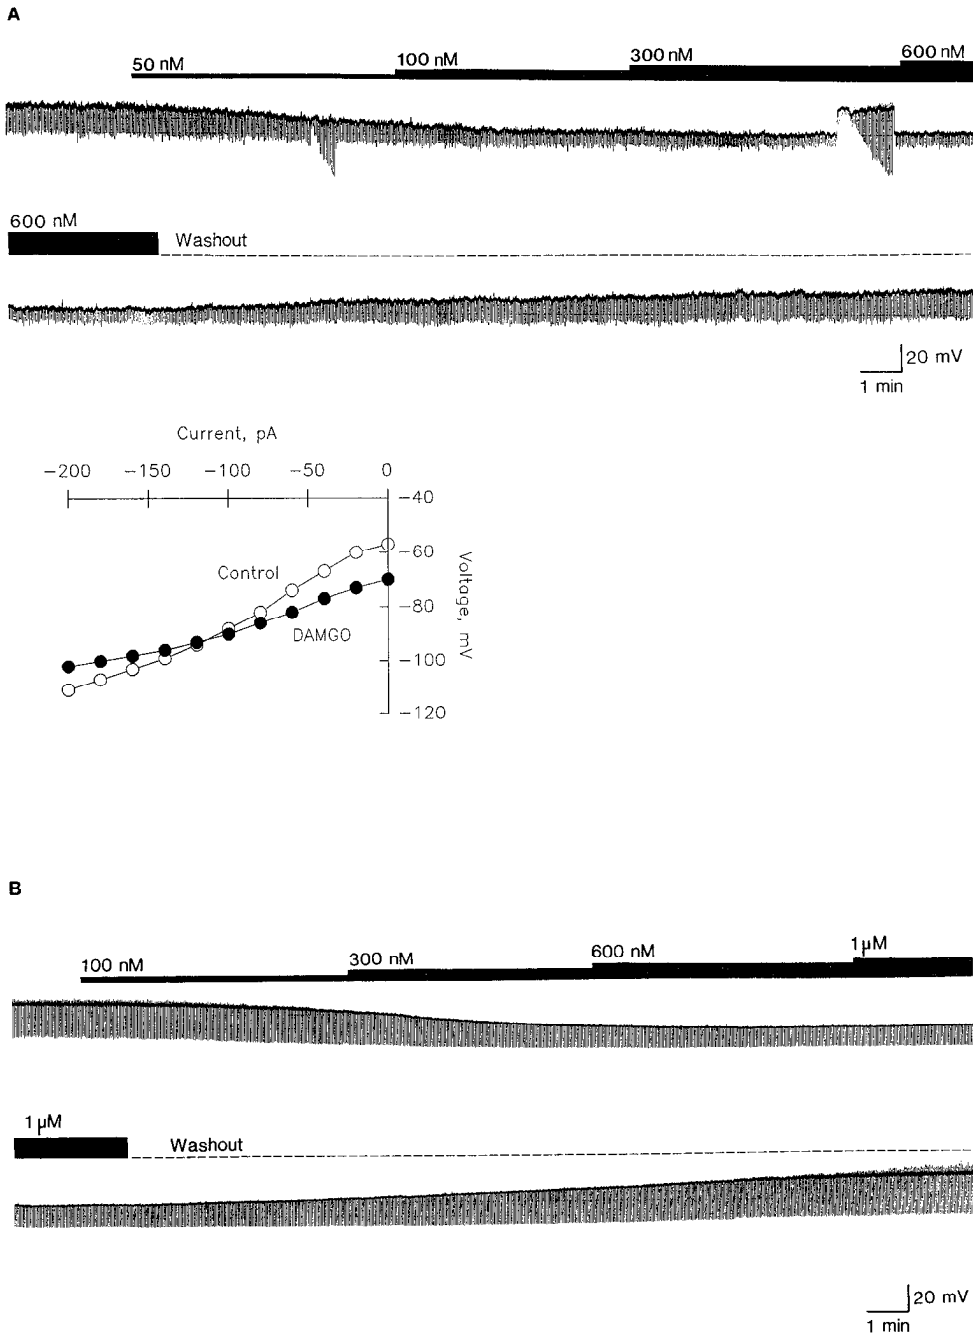 A
50 nM
100 nM
300 nM
600 nM
600 nM
Washout
20 mV
1 min
Current, pA
−200 −150 −100 −50 0
−40
−60
−80
−100
−120
Voltage, mV
Control
DAMGO
B
100 nM
300 nM
600 nM
1 µM
1 µM
Washout
20 mV
1 min